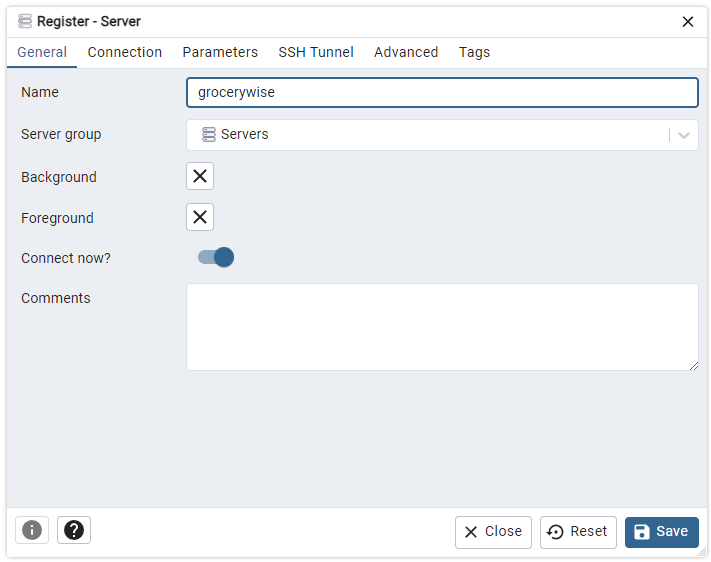 Register - Server
General Connection Parameters SSH Tunnel Advanced Tags
Name grocerywise
Server group Servers
Background
Foreground
Connect now?
Comments
Close Reset Save